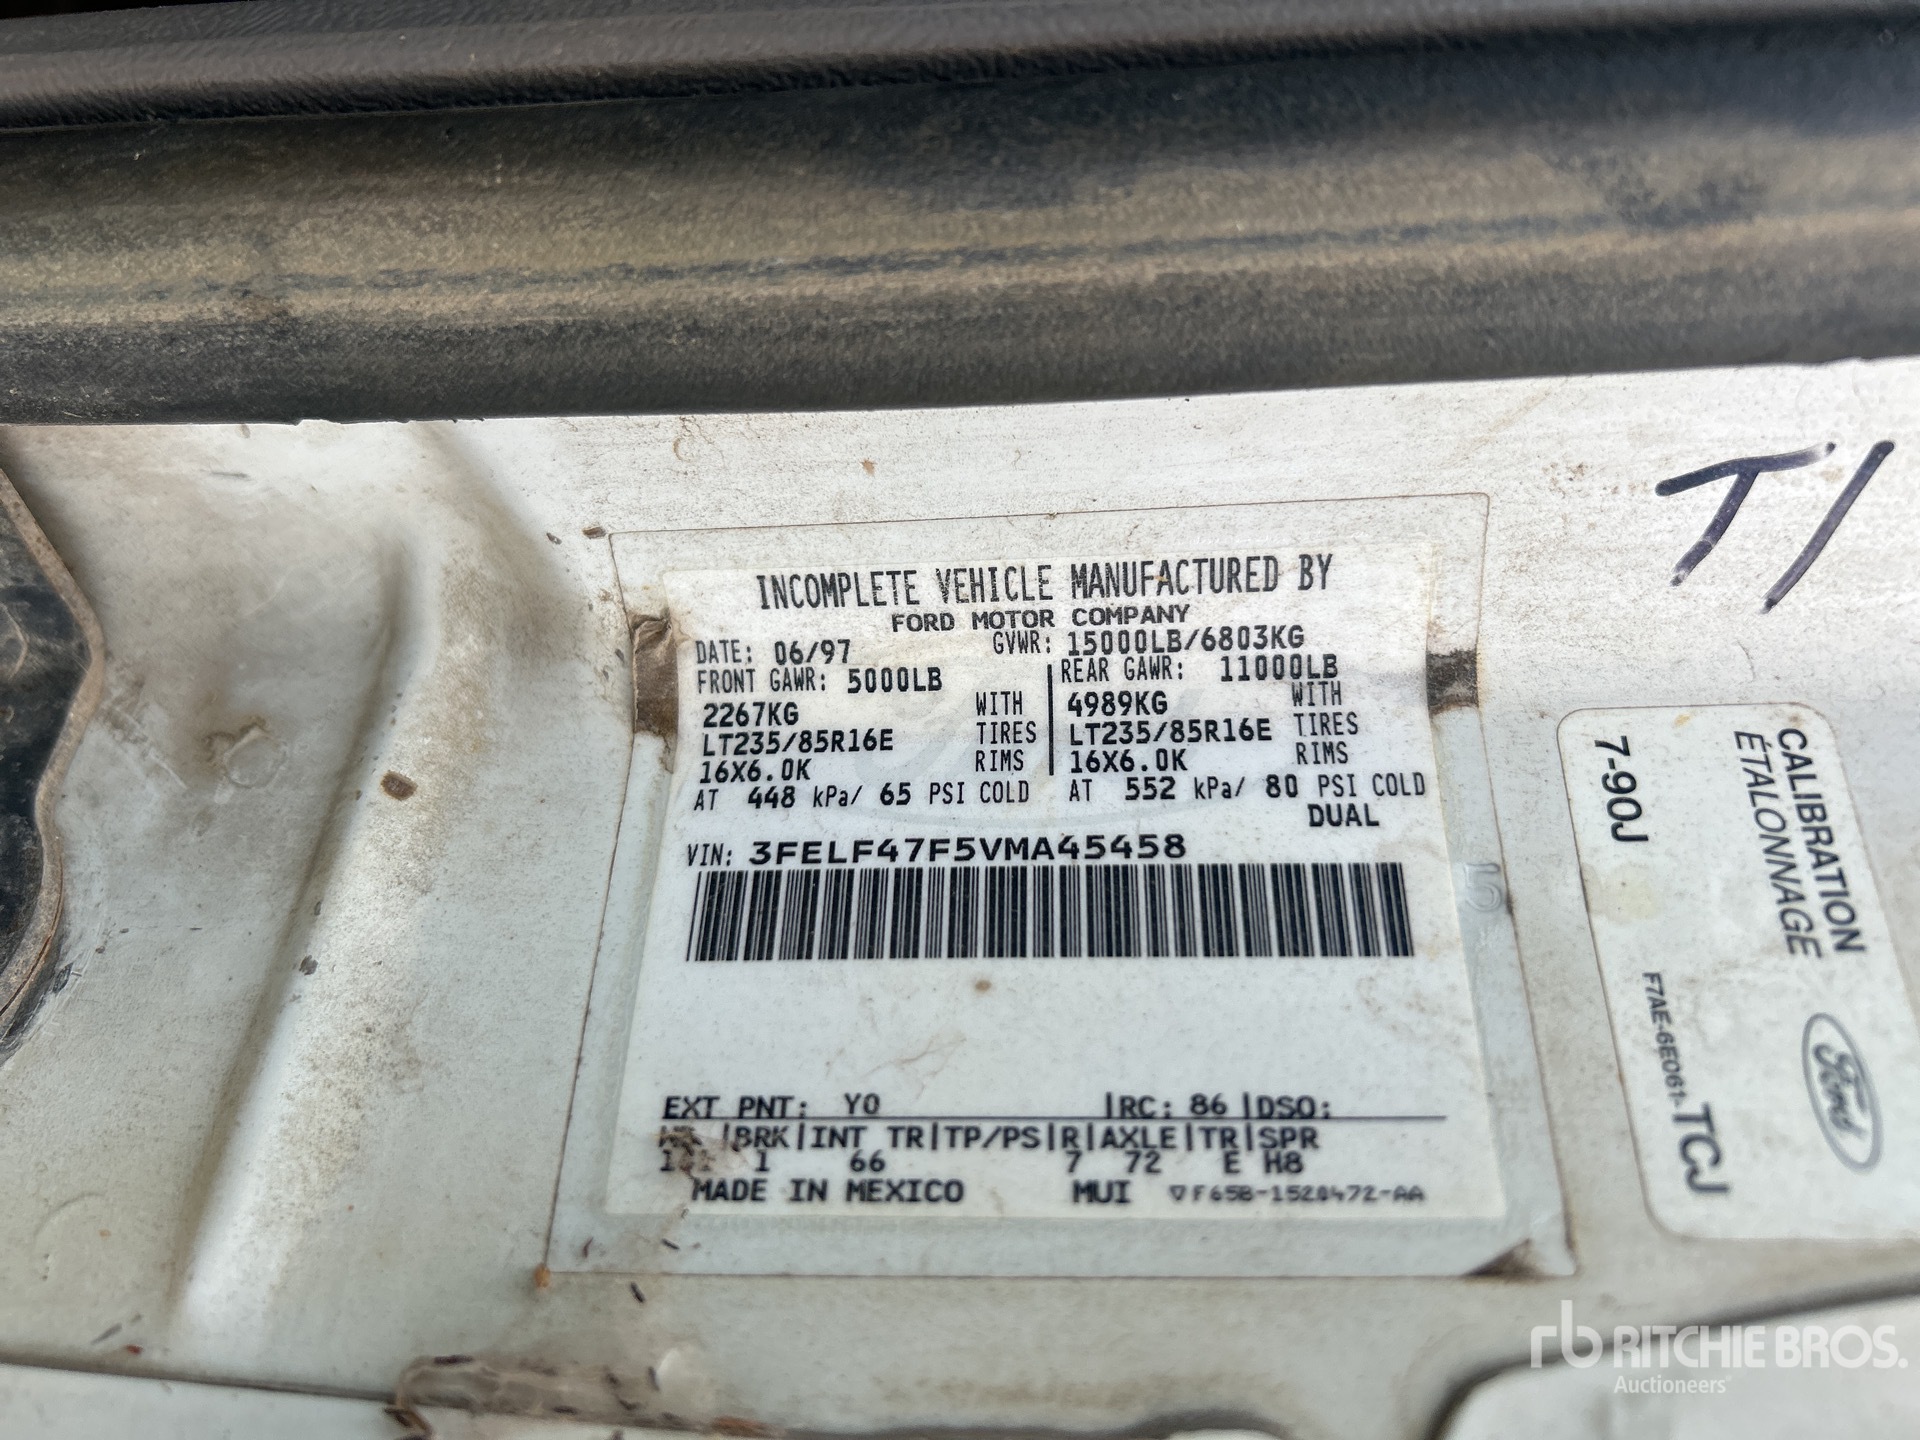 T/
INCOMPLETE VEHICLE MANUFACTURED BY
FORD MOTOR COMPANY
DATE: 06/97 GVWR: 15000LB/6803KG
FRONT GAWR: 5000LB REAR GAWR: 11000LB
2267KG WITH 4989KG WITH
LT235/85R16E TIRES LT235/85R16E TIRES
16X6.0K RIMS 16X6.0K RIMS
AT 448 kPa/ 65 PSI COLD AT 552 kPa/ 80 PSI COLD
DUAL
VIN: 3FELF47F5VMA45458
EXT PNT: Y0 |RC: 86 |DSO:
|BRK|INT TR|TP/PS|R|AXLE|TR|SPR
1 66 7 72 E H8
MADE IN MEXICO MUI ▽F65B-1520472-AA
CALIBRATION
ÉTALONNAGE
7-90J
Ford
F7AE-6E061-TCJ
rb RITCHIE BROS.
Auctioneers